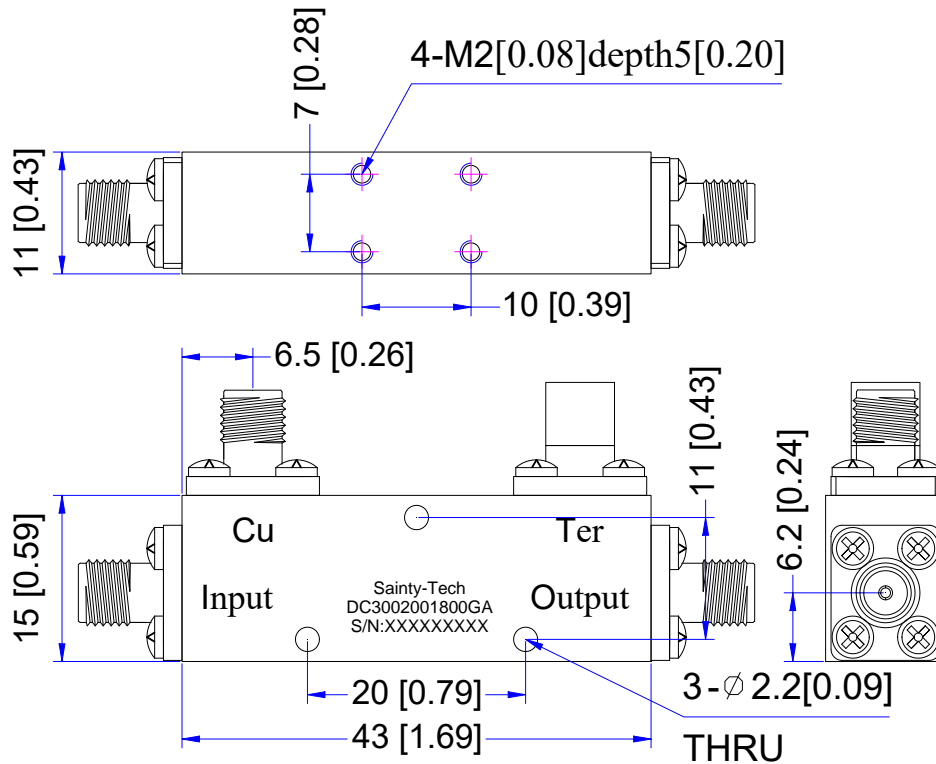 4-M2[0.08]depth5[0.20]
7 [0.28]
11 [0.43]
10 [0.39]
6.5 [0.26]
11 [0.43]
6.2 [0.24]
15 [0.59]
Cu
Ter
Input
Output
Sainty-Tech
DC3002001800GA
S/N:XXXXXXXXX
20 [0.79]
3-∅ 2.2[0.09]
THRU
43 [1.69]